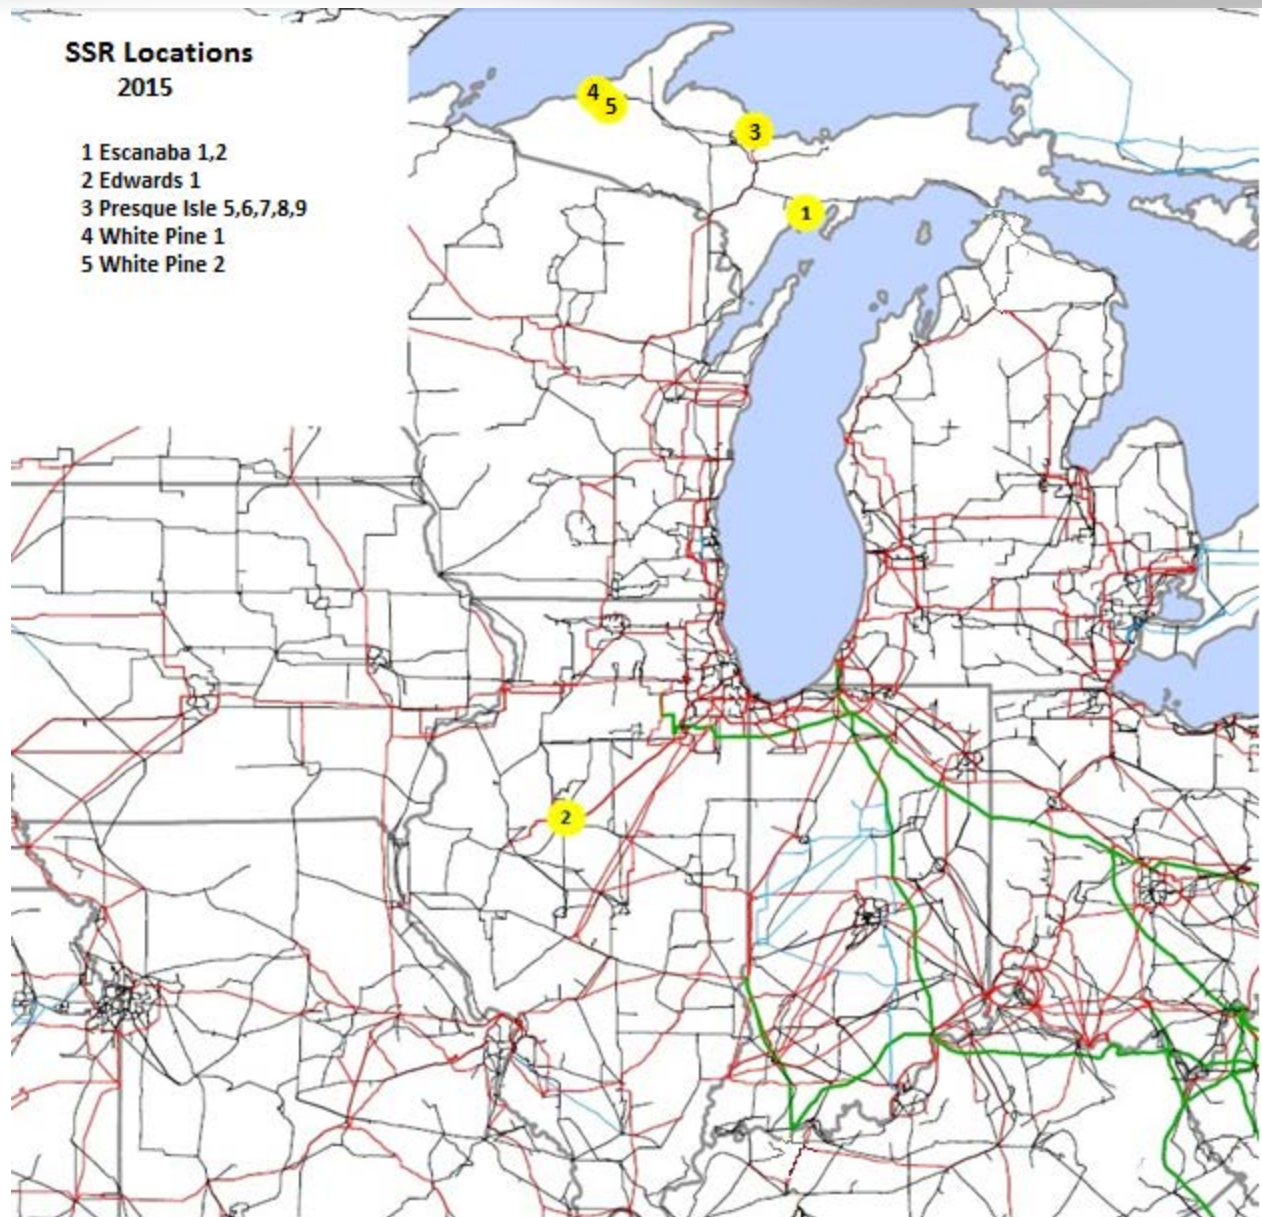 SSR Locations
2015
1 Escanaba 1,2
2 Edwards 1
3 Presque Isle 5,6,7,8,9
4 White Pine 1
5 White Pine 2
4
5
3
1
2